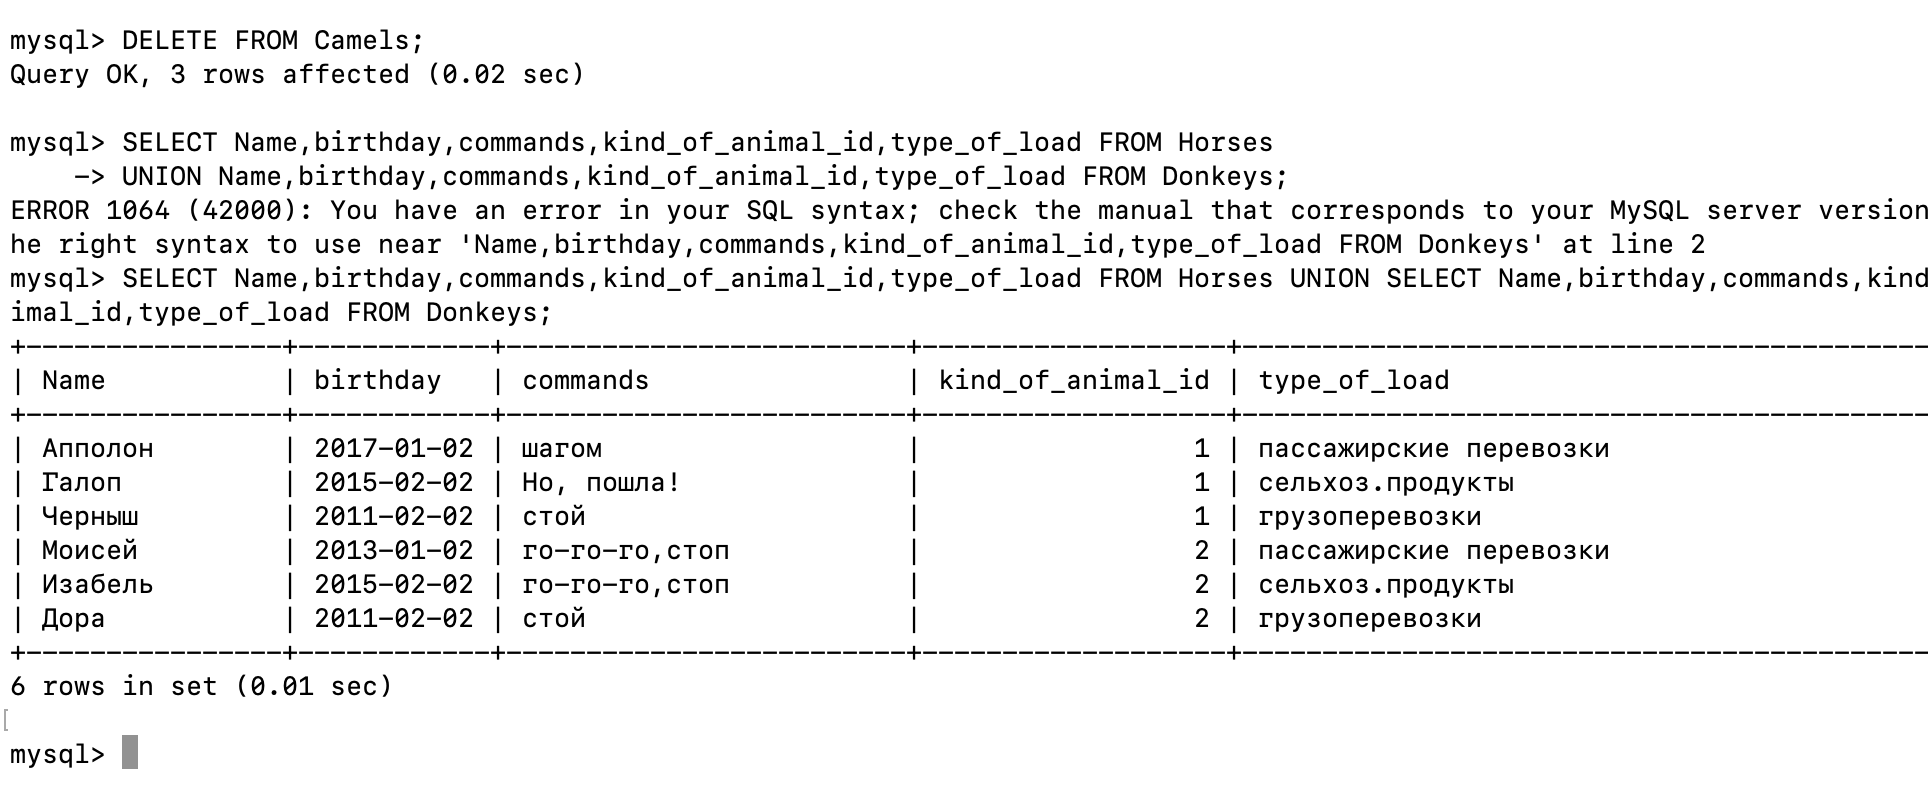 mysql> DELETE FROM Camels;
Query OK, 3 rows affected (0.02 sec)
mysql> SELECT Name,birthday,commands,kind_of_animal_id,type_of_load FROM Horses
    -> UNION Name,birthday,commands,kind_of_animal_id,type_of_load FROM Donkeys;
ERROR 1064 (42000): You have an error in your SQL syntax; check the manual that corresponds to your MySQL server version
he right syntax to use near 'Name,birthday,commands,kind_of_animal_id,type_of_load FROM Donkeys' at line 2
mysql> SELECT Name,birthday,commands,kind_of_animal_id,type_of_load FROM Horses UNION SELECT Name,birthday,commands,kind
imal_id,type_of_load FROM Donkeys;
+----------------+------------+-------------------------+-------------------+-------------------------------------------
| Name           | birthday   | commands                | kind_of_animal_id | type_of_load
+----------------+------------+-------------------------+-------------------+-------------------------------------------
| Апполон        | 2017-01-02 | шагом                   |                 1 | пассажирские перевозки
| Галоп          | 2015-02-02 | Но, пошла!              |                 1 | сельхоз.продукты
| Черныш         | 2011-02-02 | стой                    |                 1 | грузоперевозки
| Моисей         | 2013-01-02 | го-го-го,стоп           |                 2 | пассажирские перевозки
| Изабель        | 2015-02-02 | го-го-го,стоп           |                 2 | сельхоз.продукты
| Дора           | 2011-02-02 | стой                    |                 2 | грузоперевозки
+----------------+------------+-------------------------+-------------------+-------------------------------------------
6 rows in set (0.01 sec)
[
mysql>